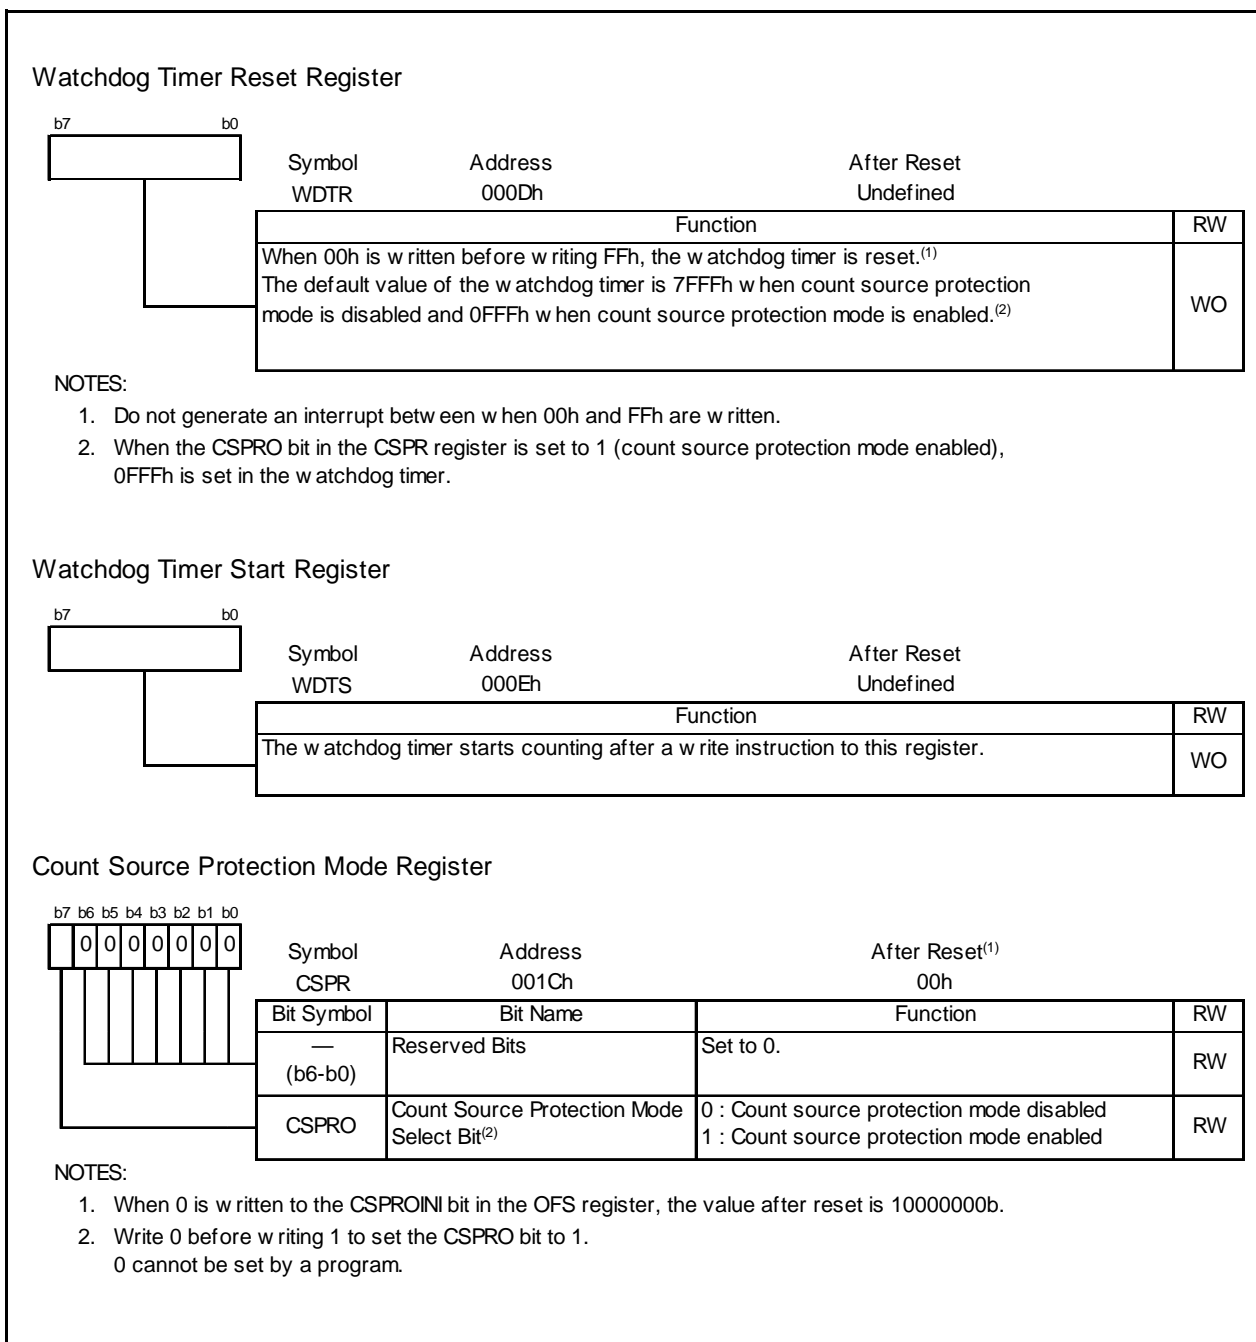 Watchdog Timer Reset Register
b7 b0
Symbol Address After Reset
WDTR 000Dh Undefined
Function RW
When 00h is written before writing FFh, the watchdog timer is reset.(1)
The default value of the watchdog timer is 7FFFh when count source protection
mode is disabled and 0FFFh when count source protection mode is enabled.(2)
WO
NOTES:
1. Do not generate an interrupt between when 00h and FFh are written.
2. When the CSPRO bit in the CSPR register is set to 1 (count source protection mode enabled),
0FFFh is set in the watchdog timer.
Watchdog Timer Start Register
b7 b0
Symbol Address After Reset
WDTS 000Eh Undefined
Function RW
The watchdog timer starts counting after a write instruction to this register.
WO
Count Source Protection Mode Register
b7 b6 b5 b4 b3 b2 b1 b0
0 0 0 0 0 0 0
Symbol Address After Reset(1)
CSPR 001Ch 00h
Bit Symbol Bit Name Function RW
— Reserved Bits Set to 0.
(b6-b0) RW
CSPRO Count Source Protection Mode 0 : Count source protection mode disabled RW
Select Bit(2) 1 : Count source protection mode enabled
NOTES:
1. When 0 is written to the CSPROINI bit in the OFS register, the value after reset is 10000000b.
2. Write 0 before writing 1 to set the CSPRO bit to 1.
0 cannot be set by a program.